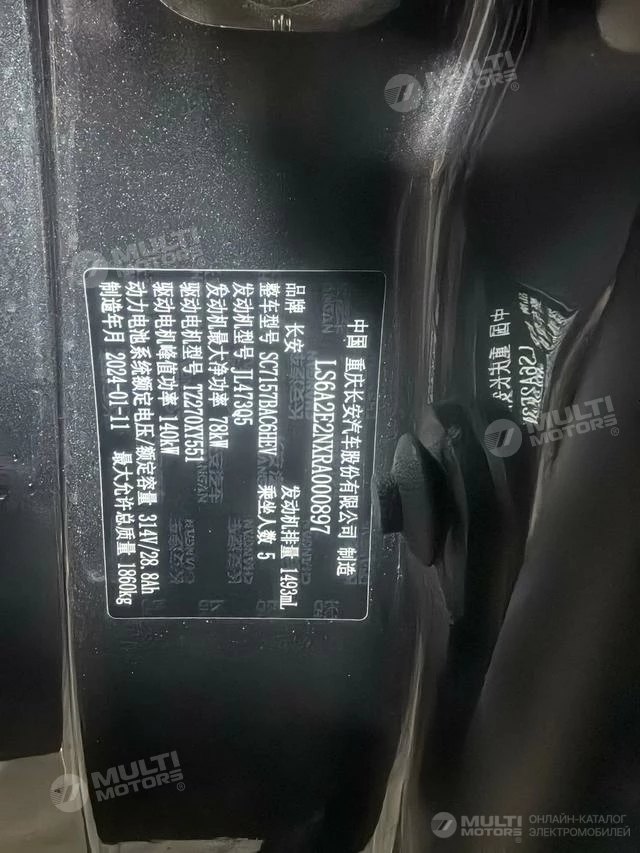 MULTI
MOTORS®
MULTI
MOTORS®
中国 重庆长安汽车股份有限公司 制造
LS6A2E2NXRA000897
品牌 长安 发动机排量 1493mL
整车型号 SC7157BAC6HEV 乘坐人数 5
发动机型号 JL473Q5
发动机最大净功率 78kW
驱动电机型号 TZ270XY551
驱动电机峰值功率 140kW
动力电池系统额定电压/额定容量 314V/28.8Ah
制造年月 2024-01-11 最大允许总质量 1860kg
MULTI
MOTORS®
MULTI
MOTORS®
ОНЛАЙН-КАТАЛОГ
ЭЛЕКТРОМОБИЛЕЙ